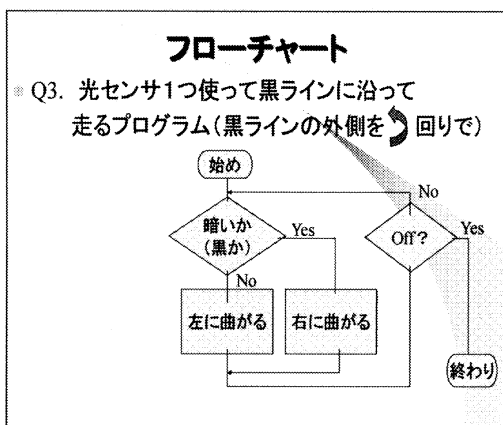 フローチャート
Q3. 光センサ1つ使って黒ラインに沿って
走るプログラム(黒ラインの外側を回りで)
始め
No
暗いか
(黒か)
Yes
Off?
Yes
No
左に曲がる
右に曲がる
終わり